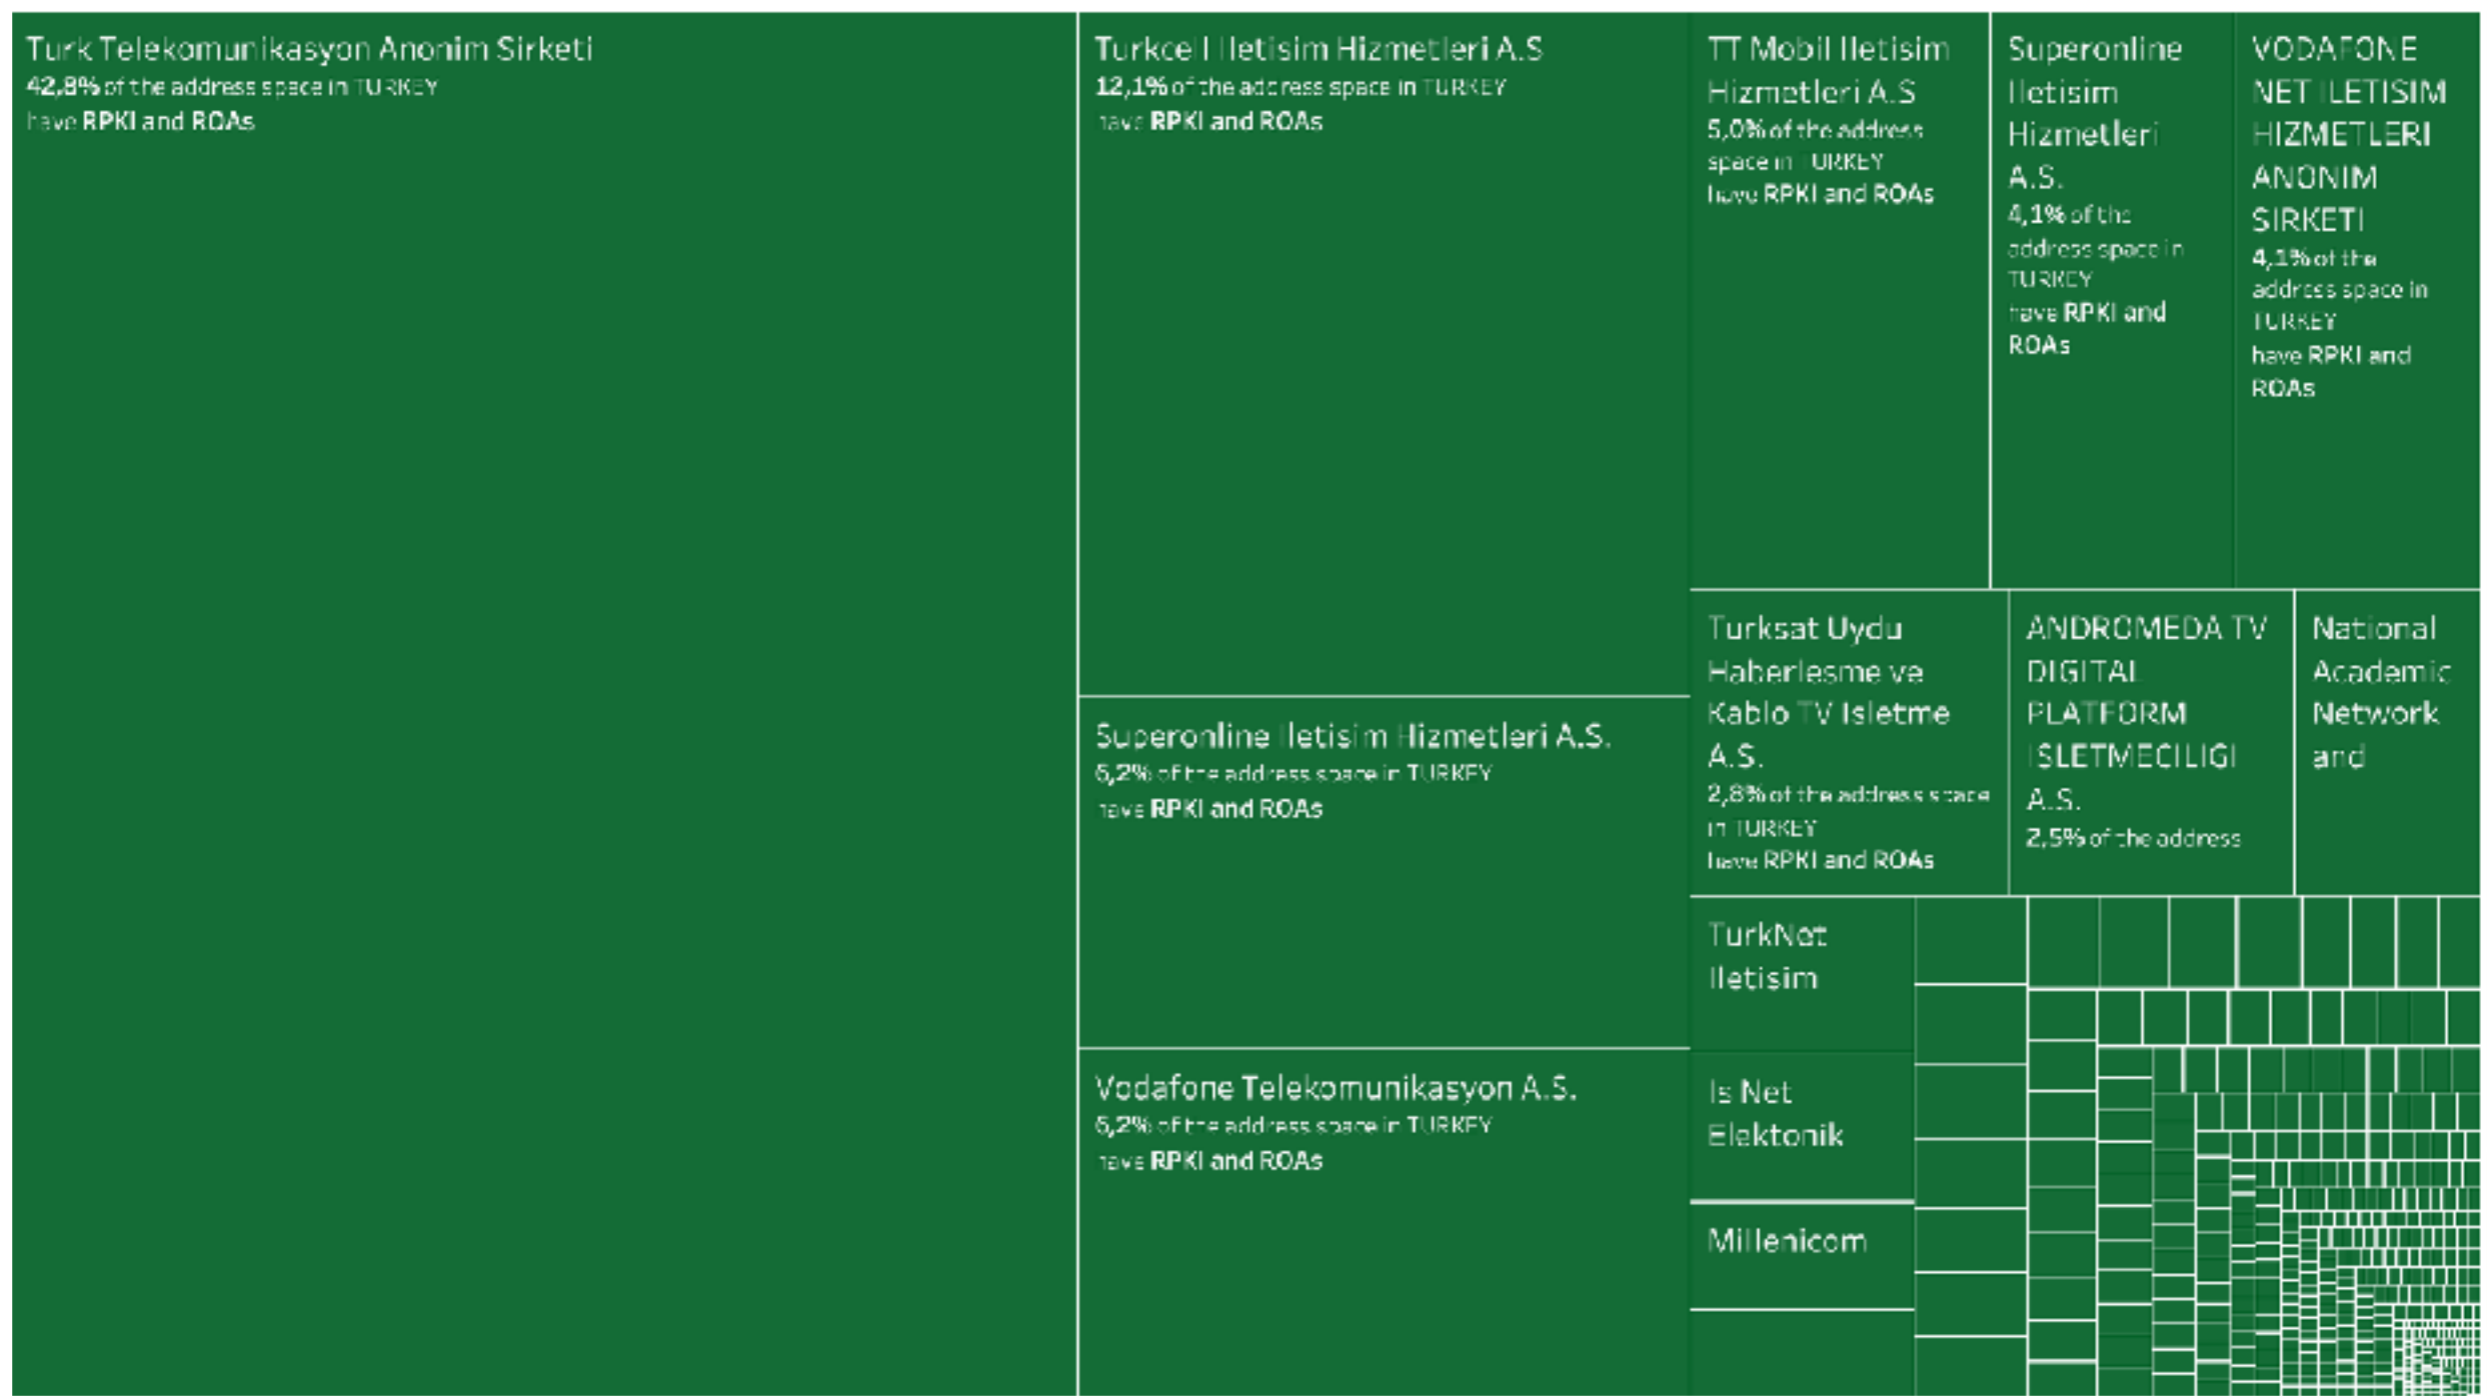 Turk Telekomunikasyon Anonim Sirketi
42,8% of the address space in TURKEY
have RPKI and ROAs
Turkcell Iletisim Hizmetleri A.S
12,1% of the address space in TURKEY
have RPKI and ROAs
Superonline Iletisim Hizmetleri A.S.
6,2% of the address space in TURKEY
have RPKI and ROAs
Vodafone Telekomunikasyon A.S.
6,2% of the address space in TURKEY
have RPKI and ROAs
TT Mobil Iletisim
Hizmetleri A.S
5,0% of the address
space in TURKEY
have RPKI and ROAs
Superonline
Iletisim
Hizmetleri
A.S.
4,1% of the
address space in
TURKEY
have RPKI and
ROAs
VODAFONE
NET ILETISIM
HIZMETLERI
ANONIM
SIRKETI
4,1% of the
address space in
TURKEY
have RPKI and
ROAs
Turksat Uydu
Haberlesme ve
Kablo TV Isletme
A.S.
2,8% of the address space
in TURKEY
have RPKI and ROAs
ANDROMEDA TV
DIGITAL
PLATFORM
ISLETMECILIGI
A.S.
2,5% of the address
National
Academic
Network
and
TurkNet
Iletisim
Is Net
Elektonik
Millenicom